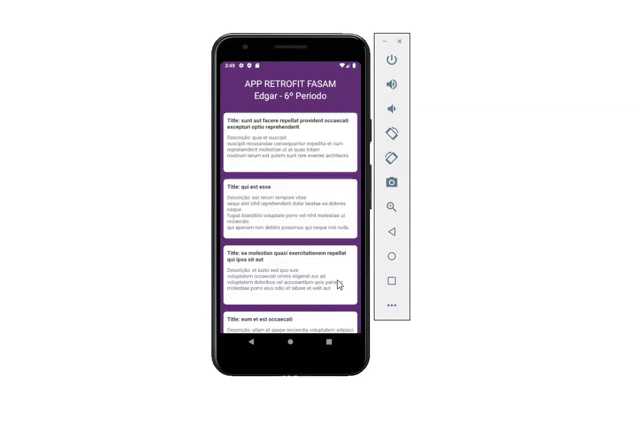 3:49
APP RETROFIT FASAM
Edgar - 6º Periodo
Title: sunt aut facere repellat provident occaecati
excepturi optio reprehenderit
Descrição: quia et suscipit
suscipit recusandae consequuntur expedita et cum
reprehenderit molestiae ut ut quas totam
nostrum rerum est autem sunt rem eveniet architecto
Title: qui est esse
Descrição: est rerum tempore vitae
sequi sint nihil reprehenderit dolor beatae ea dolores
neque
fugiat blanditiis voluptate porro vel nihil molestiae ut
reiciendis
qui aperiam non debitis possimus qui neque nisi nulla
Title: ea molestias quasi exercitationem repellat
qui ipsa sit aut
Descrição: et iusto sed quo iure
voluptatem occaecati omnis eligendi aut ad
voluptatem doloribus vel accusantium quis pariatur
molestiae porro eius odio et labore et velit aut
Title: eum et est occaecati
Descrição: ullam et saepe reiciendis voluptatem adipisci